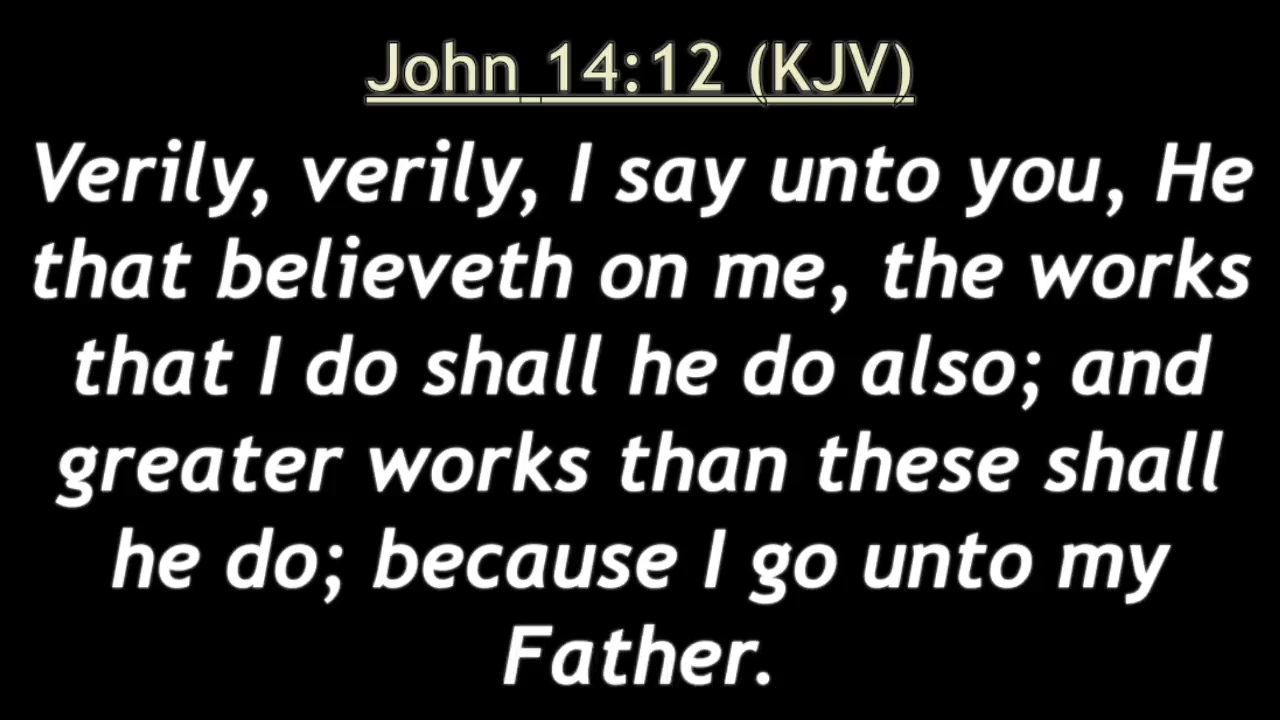 John 14:12 (KJV)
Verily, verily, I say unto you, He
that believeth on me, the works
that I do shall he do also; and
greater works than these shall
he do; because I go unto my
Father.